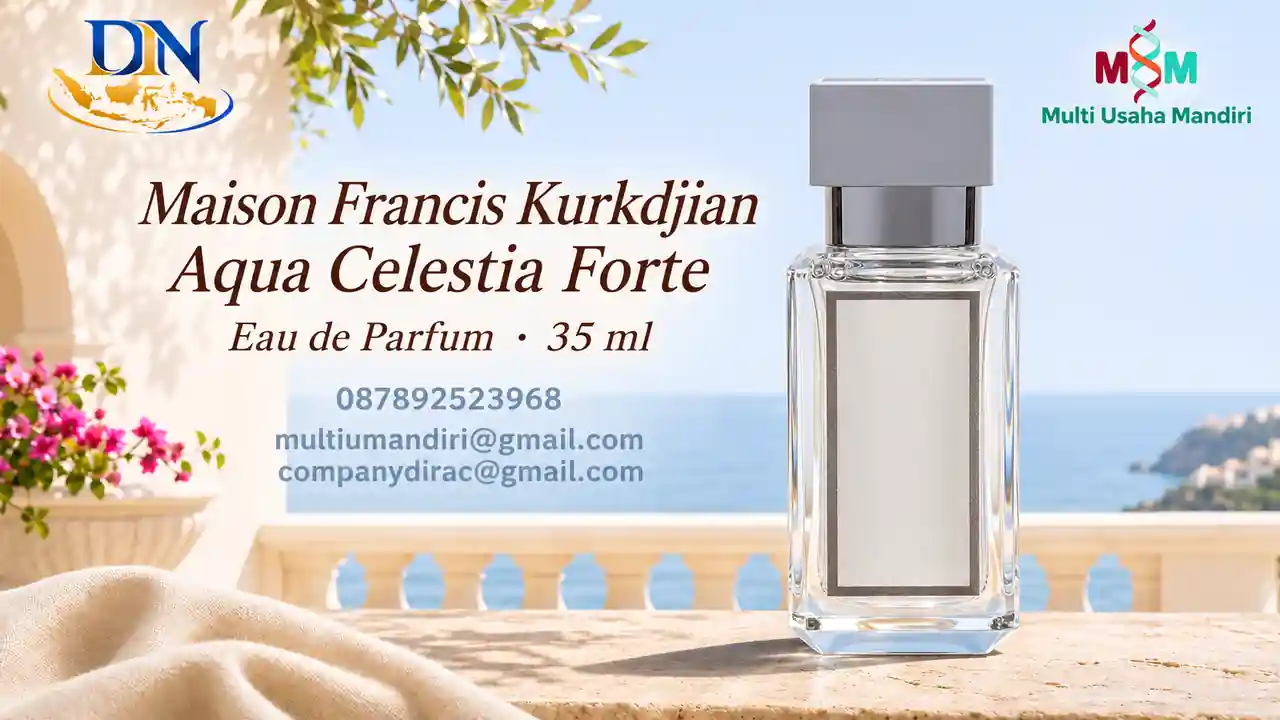 DN
MSM
Multi Usaha Mandiri
Maison Francis Kurkdjian
Aqua Celestia Forte
Eau de Parfum • 35 ml
087892523968
multiumandiri@gmail.com
companydirac@gmail.com